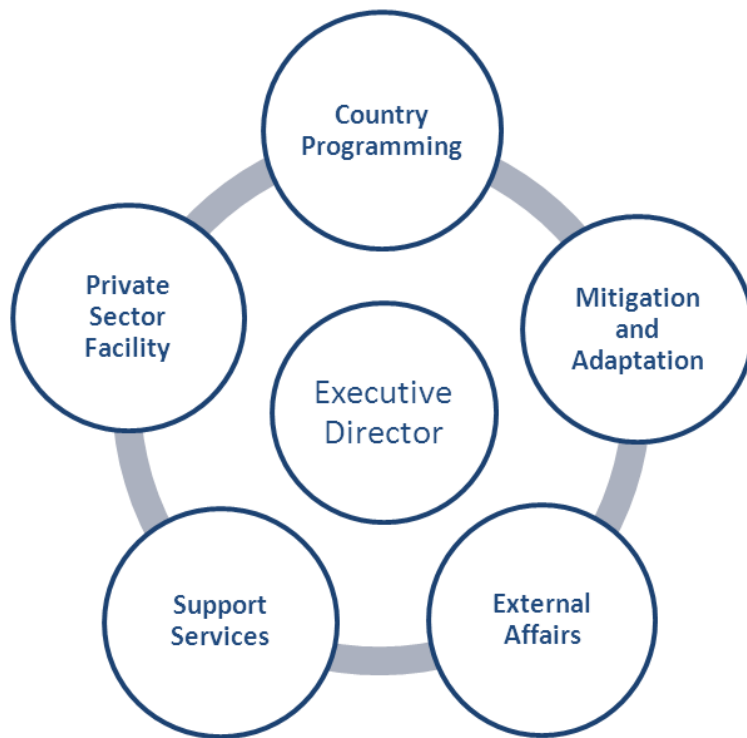 Country
Programming
Mitigation
and
Adaptation
Private
Sector
Facility
Executive
Director
Support
Services
External
Affairs